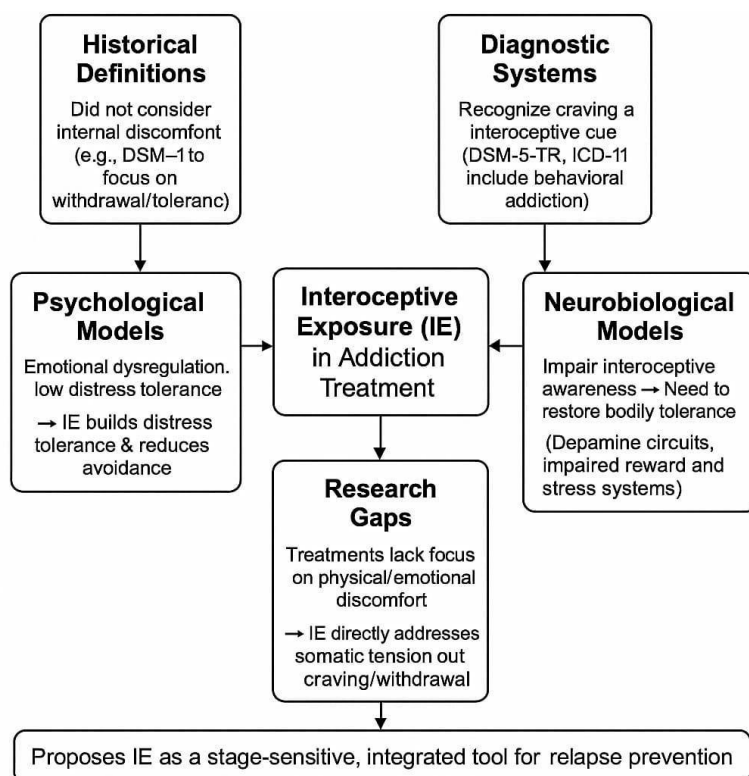 Historical
Definitions
Did not consider
internal discomfont
(e.g., DSM–1 to
focus on
withdrawal/toleranc)
Diagnostic
Systems
Recognize craving a
interoceptive cue
(DSM-5-TR, ICD-11
include behavioral
addiction)
Psychological
Models
Emotional dysregulation.
low distress tolerance
→ IE builds distress
tolerance & reduces
avoidance
Interoceptive
Exposure (IE)
in Addiction
Treatment
Neurobiological
Models
Impair interoceptive
awareness → Need to
restore bodily tolerance
(Depamine circuits,
impaired reward and
stress systems)
Research
Gaps
Treatments lack focus
on physical/emotional
discomfort
→ IE directly addresses
somatic tension out
craving/withdrawal
Proposes IE as a stage-sensitive, integrated tool for relapse prevention